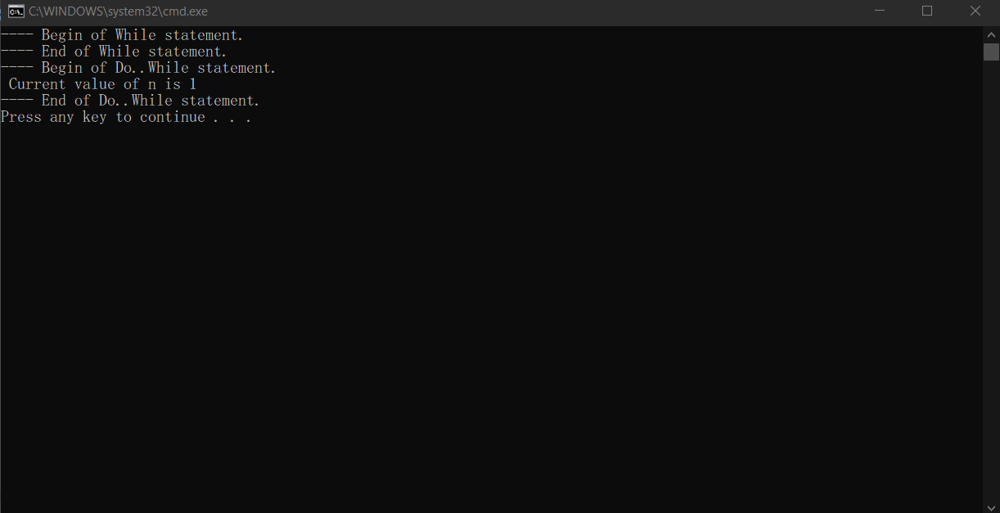 C:\WINDOWS\system32\cmd.exe
---- Begin of While statement.
---- End of While statement.
---- Begin of Do..While statement.
 Current value of n is 1
---- End of Do..While statement.
Press any key to continue . . .